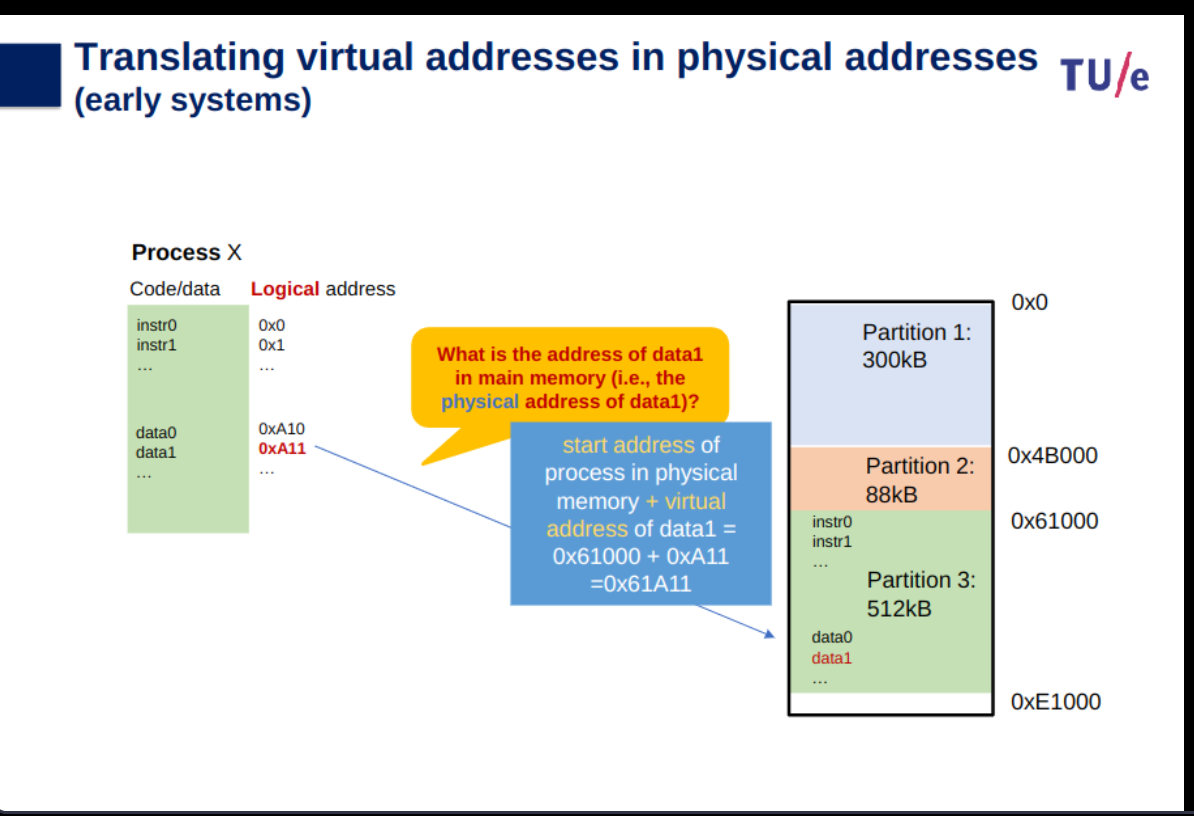 Translating virtual addresses in physical addresses
(early systems)
TU/e
Process X
Code/data Logical address
instr0 0x0
instr1 0x1
... ...
data0 0xA10
data1 0xA11
... ...
What is the address of data1
in main memory (i.e., the
physical address of data1)?
start address of
process in physical
memory + virtual
address of data1 =
0x61000 + 0xA11
=0x61A11
0x0
Partition 1:
300kB
0x4B000
Partition 2:
88kB
0x61000
instr0
instr1
...
Partition 3:
512kB
data0
data1
...
0xE1000